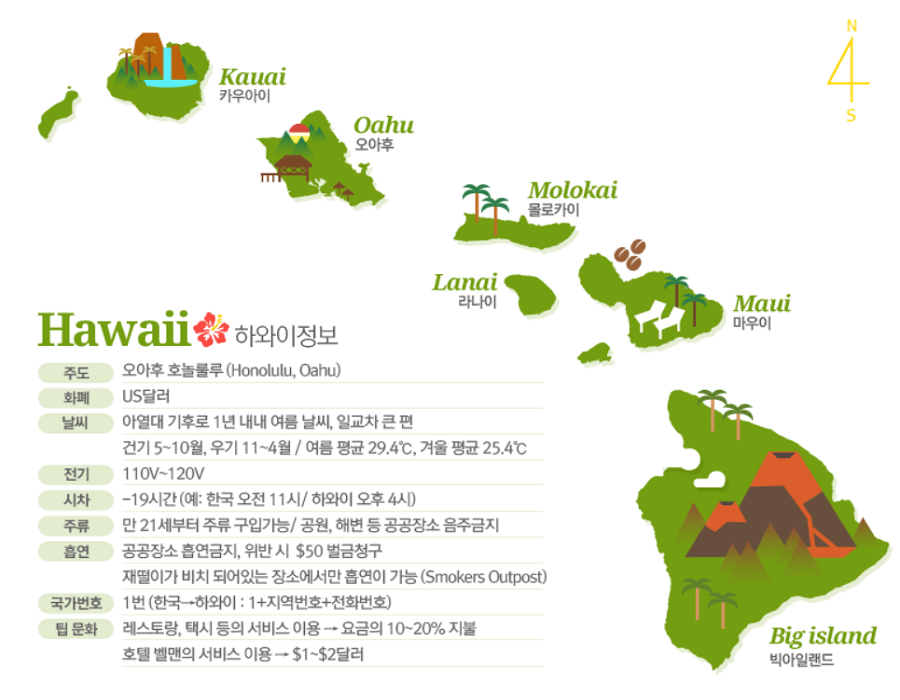 N
S
Kauai
카우아이
Oahu
오아후
Molokai
몰로카이
Lanai
라나이
Maui
마우이
Hawaii 하와이정보
주도 오아후 호놀룰루 (Honolulu, Oahu)
화폐 US달러
날씨 아열대 기후로 1년 내내 여름 날씨, 일교차 큰 편
건기 5~10월, 우기 11~4월 / 여름 평균 29.4℃, 겨울 평균 25.4℃
전기 110V~120V
시차 -19시간 (예: 한국 오전 11시/ 하와이 오후 4시)
주류 만 21세부터 주류 구입가능/ 공원, 해변 등 공공장소 음주금지
흡연 공공장소 흡연금지, 위반 시 $50 벌금청구
재떨이가 비치 되어있는 장소에서만 흡연이 가능 (Smokers Outpost)
국가번호 1번 (한국→하와이 : 1+지역번호+전화번호)
팁 문화 레스토랑, 택시 등의 서비스 이용 → 요금의 10~20% 지불
호텔 벨맨의 서비스 이용 → $1~$2달러
Big island
빅아일랜드